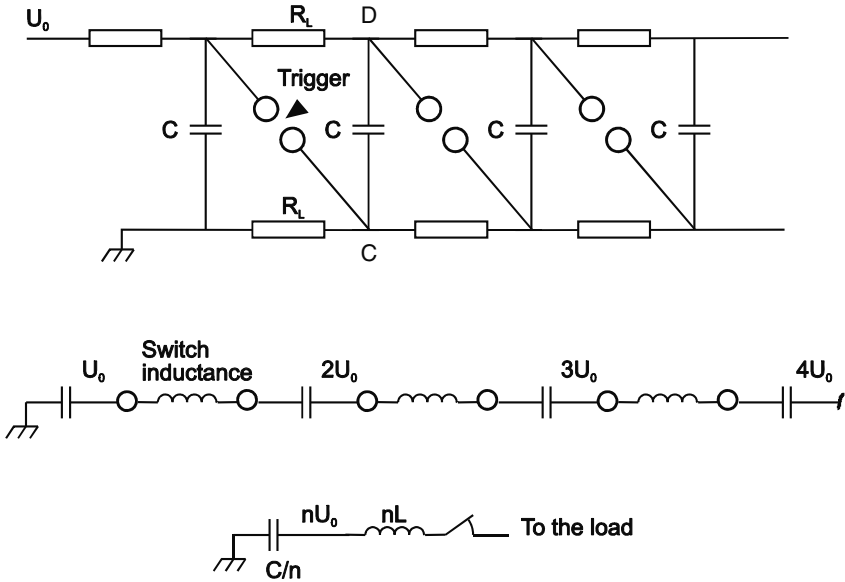 U₀
R_L
D
Trigger
C
C
C
C
R_L
C
U₀
Switch
inductance
2U₀
3U₀
4U₀
nU₀
nL
To the load
C/n